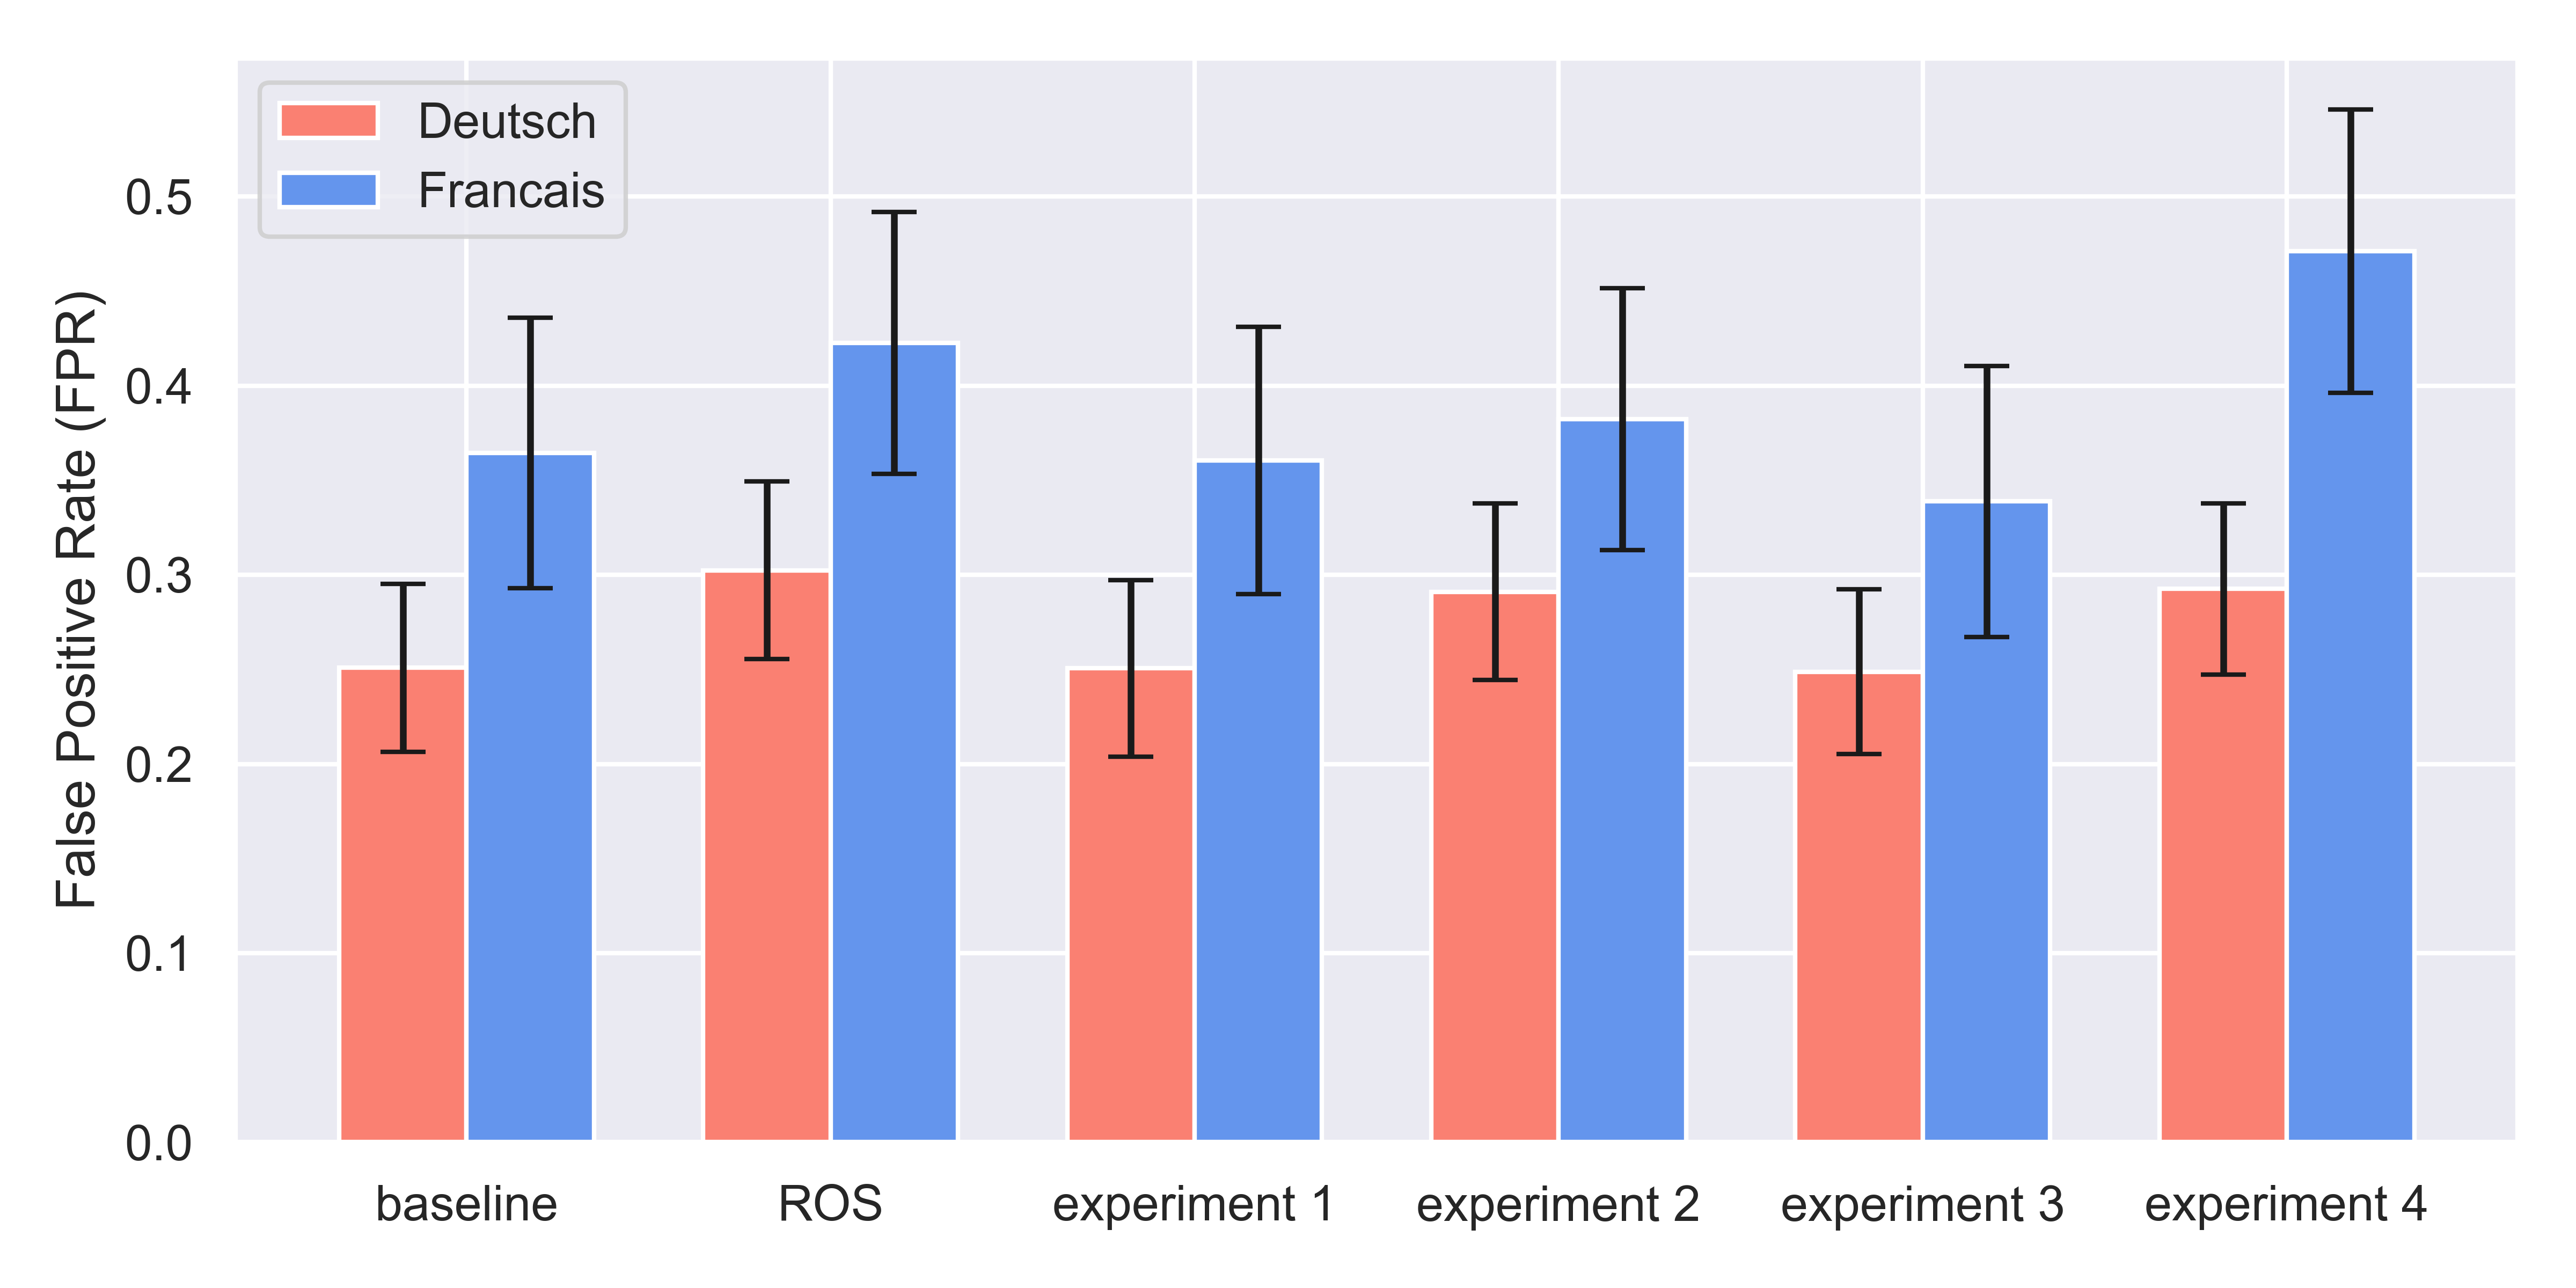 Deutsch
Francais
False Positive Rate (FPR)
0.5
0.4
0.3
0.2
0.1
0.0
baseline ROS experiment 1 experiment 2 experiment 3 experiment 4